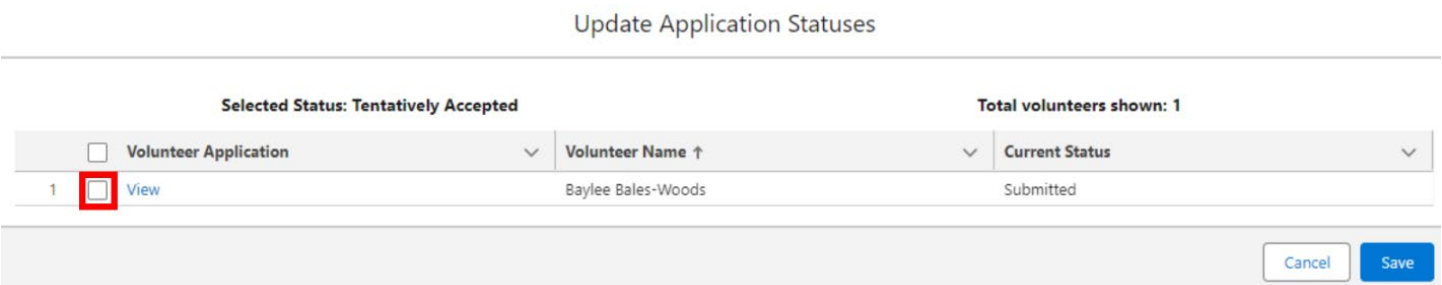 Update Application Statuses
Selected Status: Tentatively Accepted Total volunteers shown: 1
Volunteer Application Volunteer Name ↑ Current Status
1 View Baylee Bales-Woods Submitted
Cancel Save